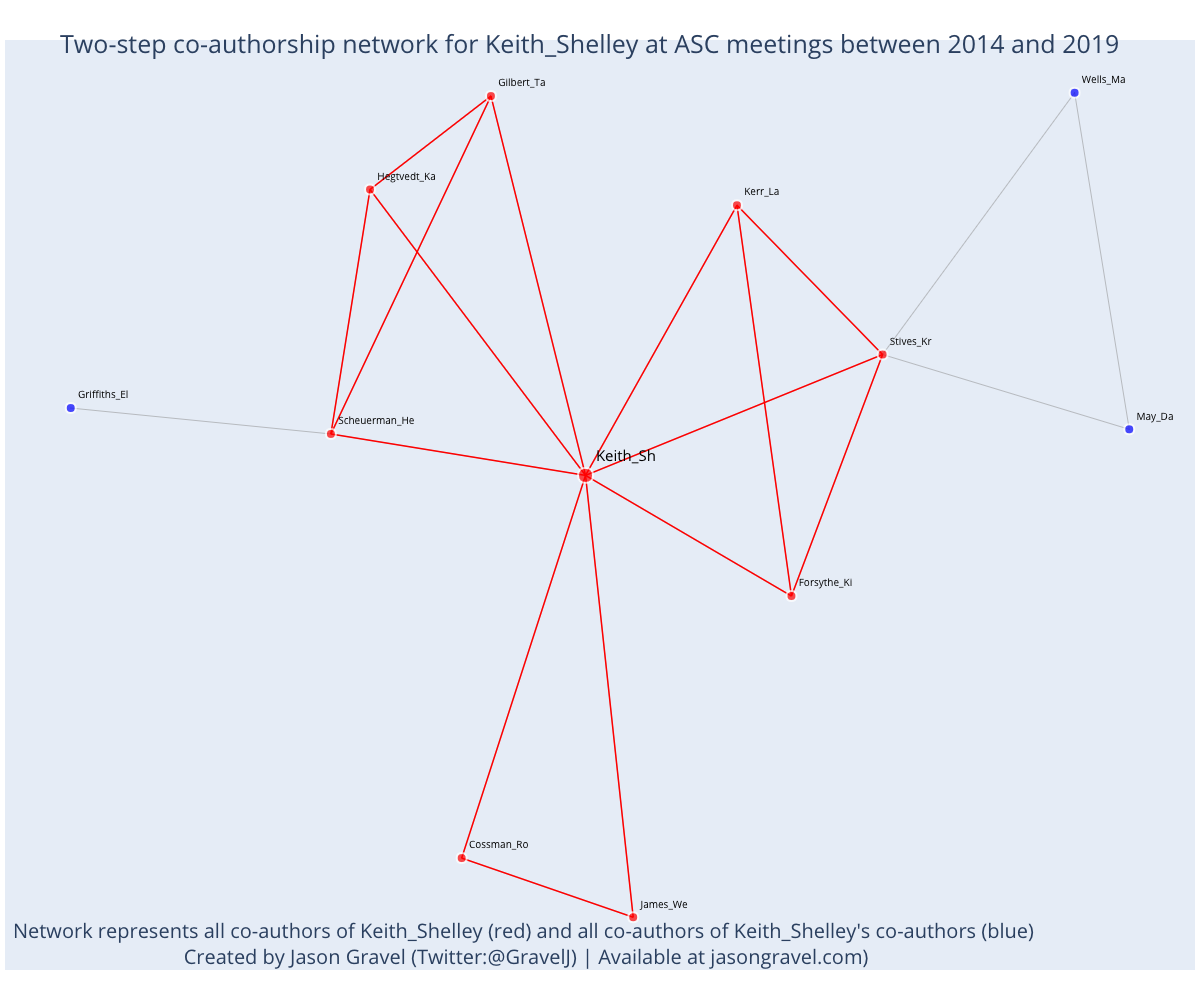 Two-step co-authorship network for Keith_Shelley at ASC meetings between 2014 and 2019
Gilbert_Ta
Wells_Ma
Hegtvedt_Ka
Kerr_La
Stives_Kr
Griffiths_El
May_Da
Scheuerman_He
Keith_Sh
Forsythe_Ki
Cossman_Ro
James_We
Network represents all co-authors of Keith_Shelley (red) and all co-authors of Keith_Shelley's co-authors (blue)
Created by Jason Gravel (Twitter:@GravelJ) | Available at jasongravel.com)